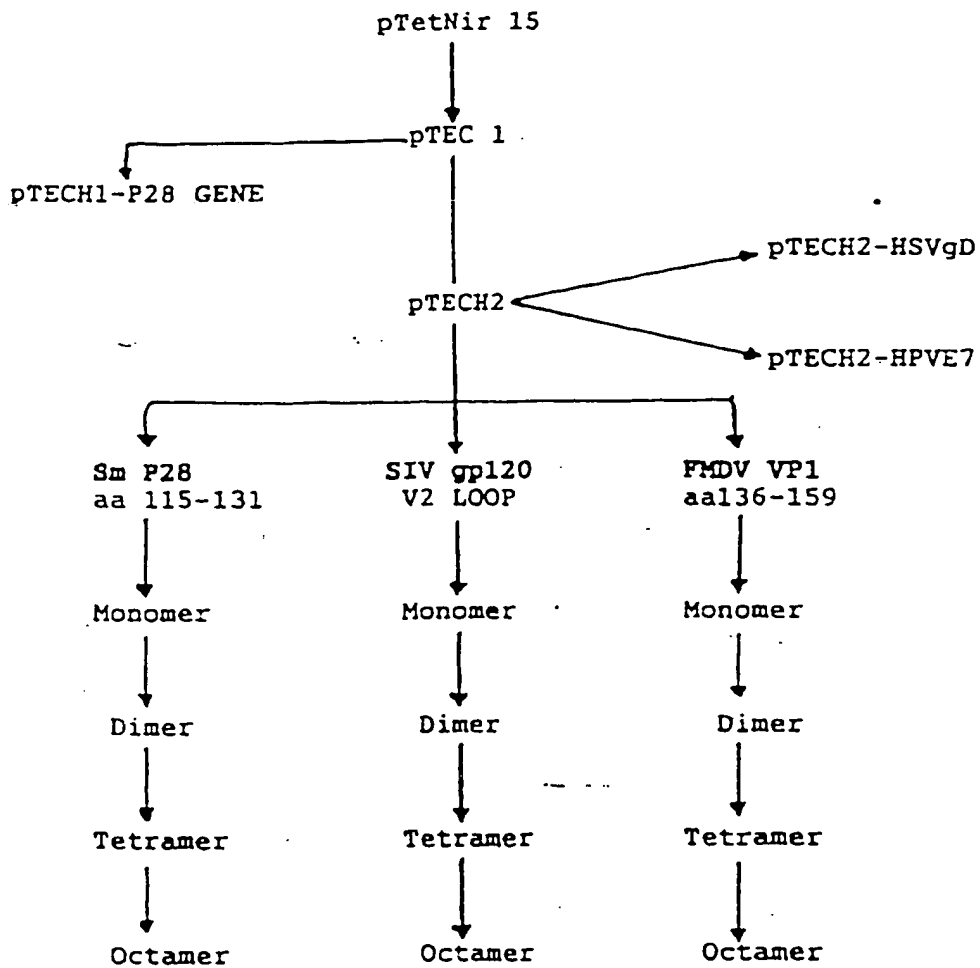 pTetNir 15
pTEC 1
pTECH1-P28 GENE
pTECH2-HSVgD
pTECH2
pTECH2-HPVE7
Sm P28
aa 115-131
SIV gp120
V2 LOOP
FMDV VP1
aa136-159
Monomer
Monomer
Monomer
Dimer
Dimer
Dimer
Tetramer
Tetramer
Tetramer
Octamer
Octamer
Octamer